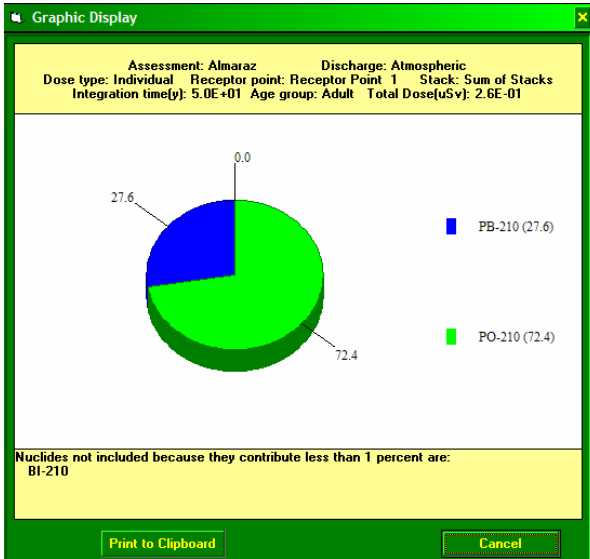 Graphic Display
Assessment: Almaraz Discharge: Atmospheric
Dose type: Individual Receptor point: Receptor Point 1 Stack: Sum of Stacks
Integration time(y): 5.0E+01 Age group: Adult Total Dose(uSv): 2.6E-01
0.0
27.6
PB-210 (27.6)
PO-210 (72.4)
72.4
Nuclides not included because they contribute less than 1 percent are:
BI-210
Print to Clipboard Cancel